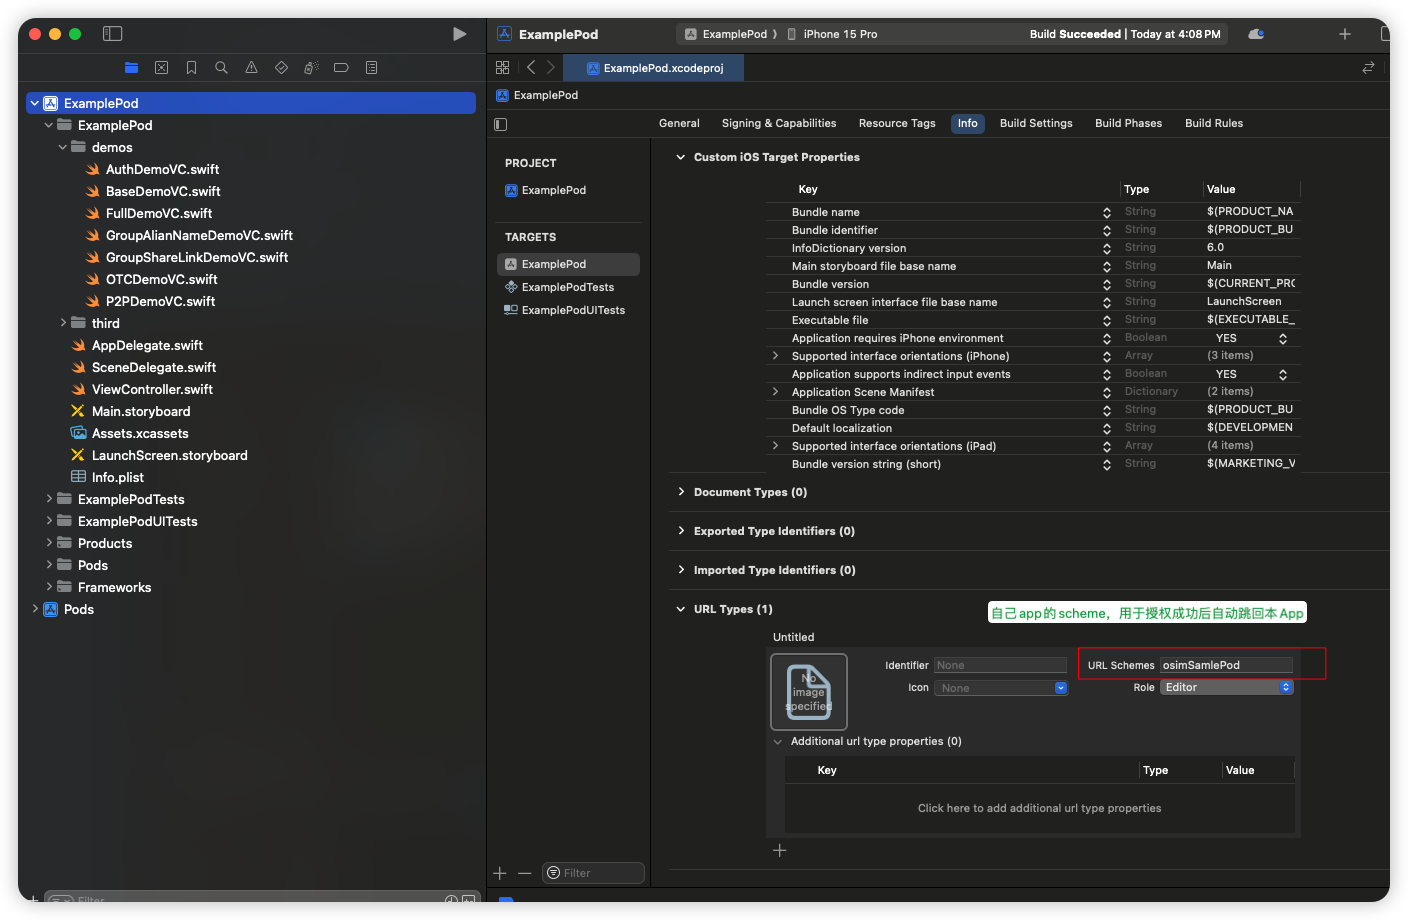 ExamplePod
ExamplePod
demos
AuthDemoVC.swift
BaseDemoVC.swift
FullDemoVC.swift
GroupAlianNameDemoVC.swift
GroupShareLinkDemoVC.swift
OTCDemoVC.swift
P2PDemoVC.swift
third
AppDelegate.swift
SceneDelegate.swift
ViewController.swift
Main.storyboard
Assets.xcassets
LaunchScreen.storyboard
Info.plist
ExamplePodTests
ExamplePodUITests
Products
Pods
Frameworks
Pods
Filter
ExamplePod
ExamplePod ⟩ iPhone 15 Pro
Build Succeeded | Today at 4:08 PM
ExamplePod.xcodeproj
ExamplePod
General Signing & Capabilities Resource Tags Info Build Settings Build Phases Build Rules
PROJECT
ExamplePod
TARGETS
ExamplePod
ExamplePodTests
ExamplePodUITests
Filter
Custom iOS Target Properties
Key Type Value
Bundle name String $(PRODUCT_NA
Bundle identifier String $(PRODUCT_BU
InfoDictionary version String 6.0
Main storyboard file base name String Main
Bundle version String $(CURRENT_PRO
Launch screen interface file base name String LaunchScreen
Executable file String $(EXECUTABLE_
Application requires iPhone environment Boolean YES
Supported interface orientations (iPhone) Array (3 items)
Application supports indirect input events Boolean YES
Application Scene Manifest Dictionary (2 items)
Bundle OS Type code String $(PRODUCT_BU
Default localization String $(DEVELOPMEN
Supported interface orientations (iPad) Array (4 items)
Bundle version string (short) String $(MARKETING_V
Document Types (0)
Exported Type Identifiers (0)
Imported Type Identifiers (0)
URL Types (1)
自己app的scheme，用于授权成功后自动跳回本App
Untitled
No image specified
Identifier None URL Schemes osimSamlePod
Icon None Role Editor
Additional url type properties (0)
Key Type Value
Click here to add additional url type properties